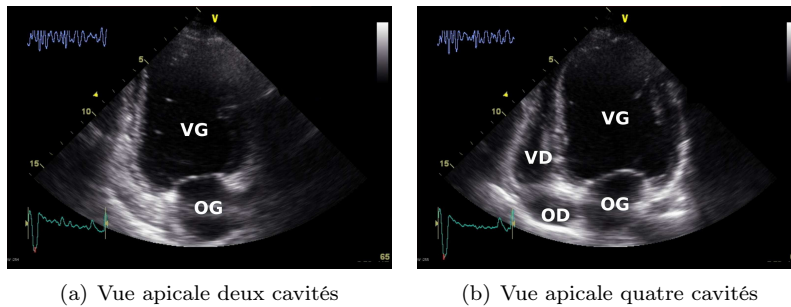 V
5
10
15
VG
OG
65
(a) Vue apicale deux cavités
V
5
10
15
VG
VD
OG
OD
(b) Vue apicale quatre cavités